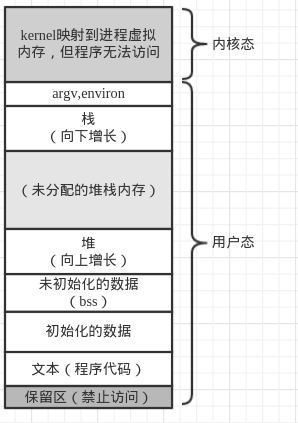 kernel映射到进程虚拟
内存，但程序无法访问
内核态
argv,environ
栈
（向下增长）
（未分配的堆栈内存）
用户态
堆
（向上增长）
未初始化的数据
（bss）
初始化的数据
文本（程序代码）
保留区（禁止访问）